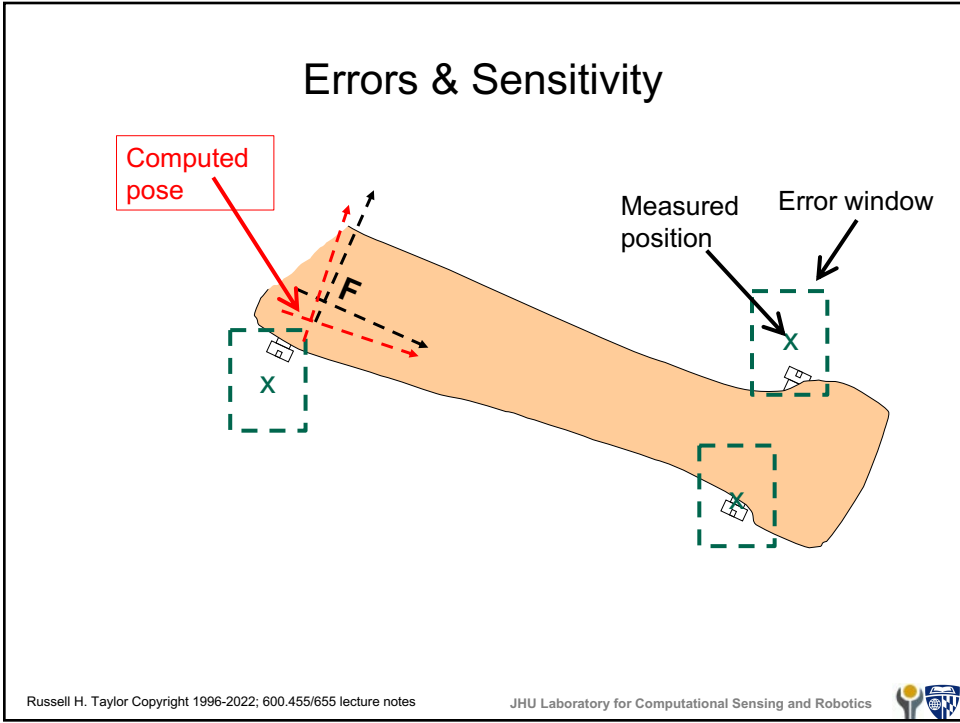 Errors & Sensitivity
Computed
pose
Measured
position
Error window
F
x
x
x
Russell H. Taylor Copyright 1996-2022; 600.455/655 lecture notes
JHU Laboratory for Computational Sensing and Robotics